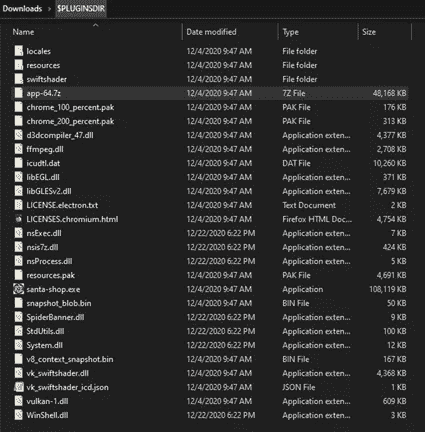 Downloads > $PLUGINSDIR
Name Date modified Type Size
locales 12/4/2020 9:47 AM File folder
resources 12/4/2020 9:47 AM File folder
swiftshader 12/4/2020 9:47 AM File folder
app-64.7z 12/4/2020 9:47 AM 7Z File 48,168 KB
chrome_100_percent.pak 12/4/2020 9:47 AM PAK File 176 KB
chrome_200_percent.pak 12/4/2020 9:47 AM PAK File 313 KB
d3dcompiler_47.dll 12/4/2020 9:47 AM Application exten... 4,377 KB
ffmpeg.dll 12/4/2020 9:47 AM Application exten... 2,708 KB
icudtl.dat 12/4/2020 9:47 AM DAT File 10,260 KB
libEGL.dll 12/4/2020 9:47 AM Application exten... 371 KB
libGLESv2.dll 12/4/2020 9:47 AM Application exten... 7,679 KB
LICENSE.electron.txt 12/4/2020 9:47 AM Text Document 2 KB
LICENSES.chromium.html 12/4/2020 9:47 AM Firefox HTML Doc... 4,754 KB
nsExec.dll 12/22/2020 6:22 PM Application exten... 7 KB
nsis7z.dll 12/22/2020 6:22 PM Application exten... 424 KB
nsProcess.dll 12/22/2020 6:22 PM Application exten... 5 KB
resources.pak 12/4/2020 9:47 AM PAK File 4,691 KB
santa-shop.exe 12/4/2020 9:47 AM Application 108,119 KB
snapshot_blob.bin 12/4/2020 9:47 AM BIN File 50 KB
SpiderBanner.dll 12/22/2020 6:22 PM Application exten... 9 KB
StdUtils.dll 12/22/2020 6:22 PM Application exten... 100 KB
System.dll 12/22/2020 6:22 PM Application exten... 12 KB
v8_context_snapshot.bin 12/4/2020 9:47 AM BIN File 167 KB
vk_swiftshader.dll 12/4/2020 9:47 AM Application exten... 4,368 KB
vk_swiftshader_icd.json 12/4/2020 9:47 AM JSON File 1 KB
vulkan-1.dll 12/4/2020 9:47 AM Application exten... 609 KB
WinShell.dll 12/22/2020 6:22 PM Application exten... 3 KB